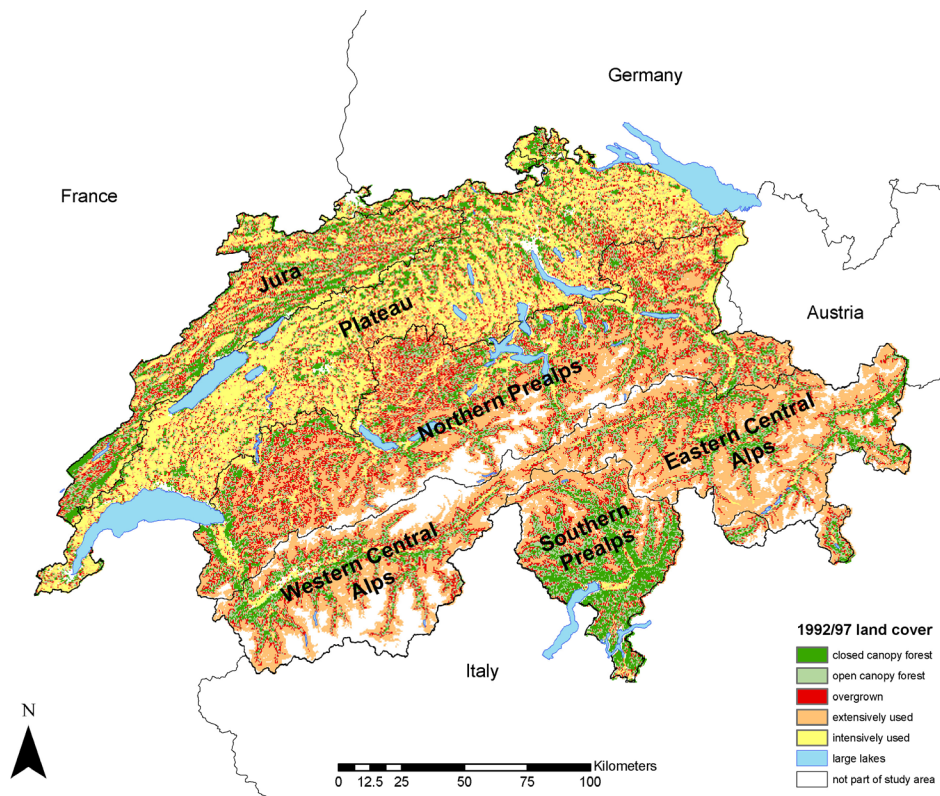 Germany
France
Austria
Jura
Plateau
Northern Prealps
Eastern Central
Alps
Southern
Prealps
Western Central
Alps
Italy
1992/97 land cover
closed canopy forest
open canopy forest
overgrown
extensively used
intensively used
large lakes
not part of study area
N
Kilometers
0 12.5 25 50 75 100